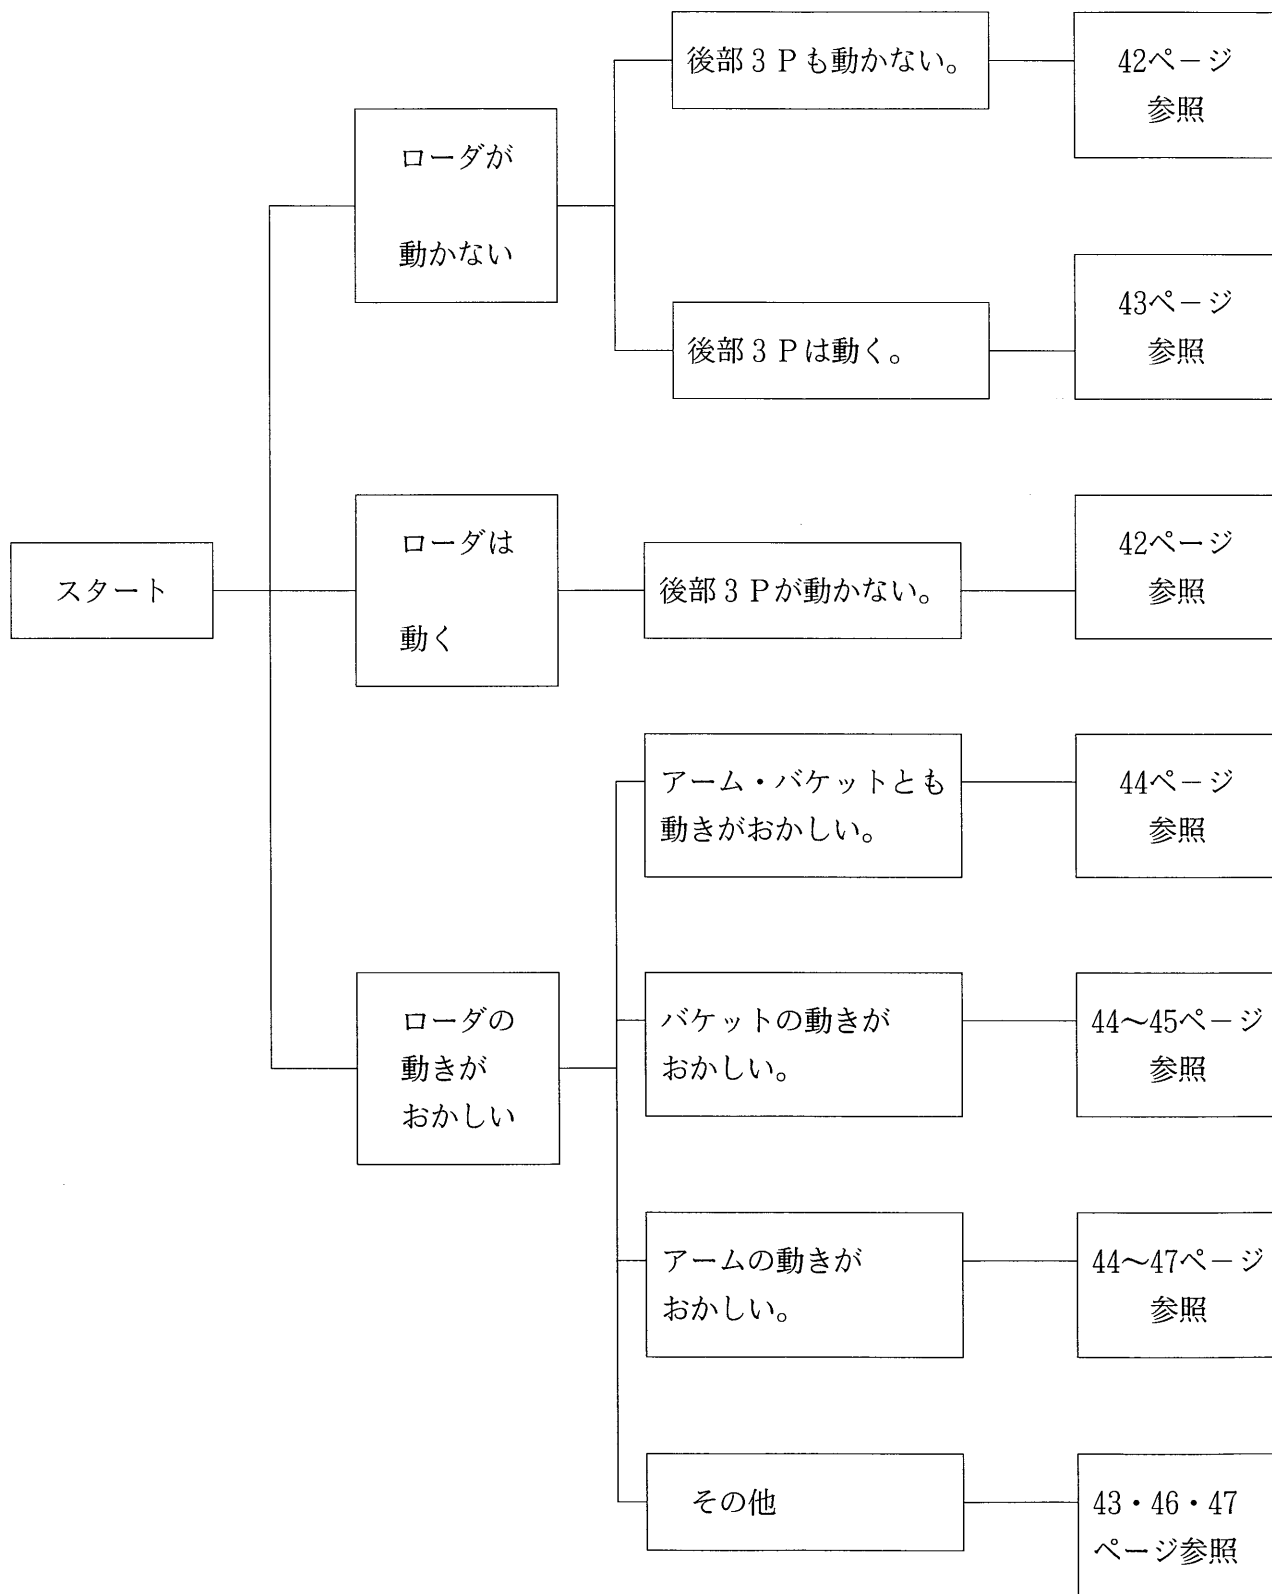 後部3Pも動かない。
42ページ
参照
ローダが
動かない
後部3Pは動く。
43ページ
参照
スタート
ローダは
動く
後部3Pが動かない。
42ページ
参照
ローダの
動きが
おかしい
アーム・バケットとも
動きがおかしい。
44ページ
参照
バケットの動きが
おかしい。
44〜45ページ
参照
アームの動きが
おかしい。
44〜47ページ
参照
その他
43・46・47
ページ参照